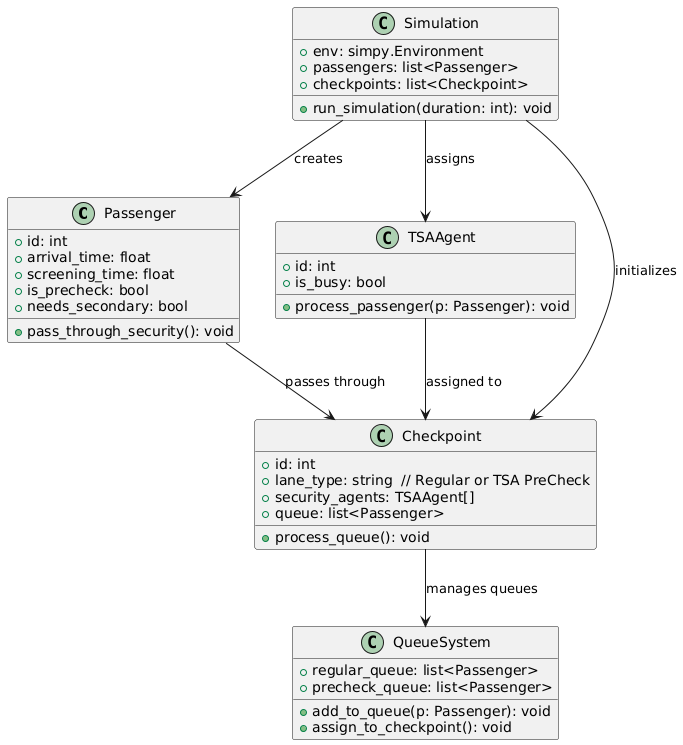 C Simulation
env: simpy.Environment
passengers: list<Passenger>
checkpoints: list<Checkpoint>
run_simulation(duration: int): void
creates
assigns
C Passenger
id: int
arrival_time: float
screening_time: float
is_precheck: bool
needs_secondary: bool
pass_through_security(): void
C TSAAgent
id: int
is_busy: bool
process_passenger(p: Passenger): void
initializes
passes through
assigned to
C Checkpoint
id: int
lane_type: string  // Regular or TSA PreCheck
security_agents: TSAAgent[]
queue: list<Passenger>
process_queue(): void
manages queues
C QueueSystem
regular_queue: list<Passenger>
precheck_queue: list<Passenger>
add_to_queue(p: Passenger): void
assign_to_checkpoint(): void